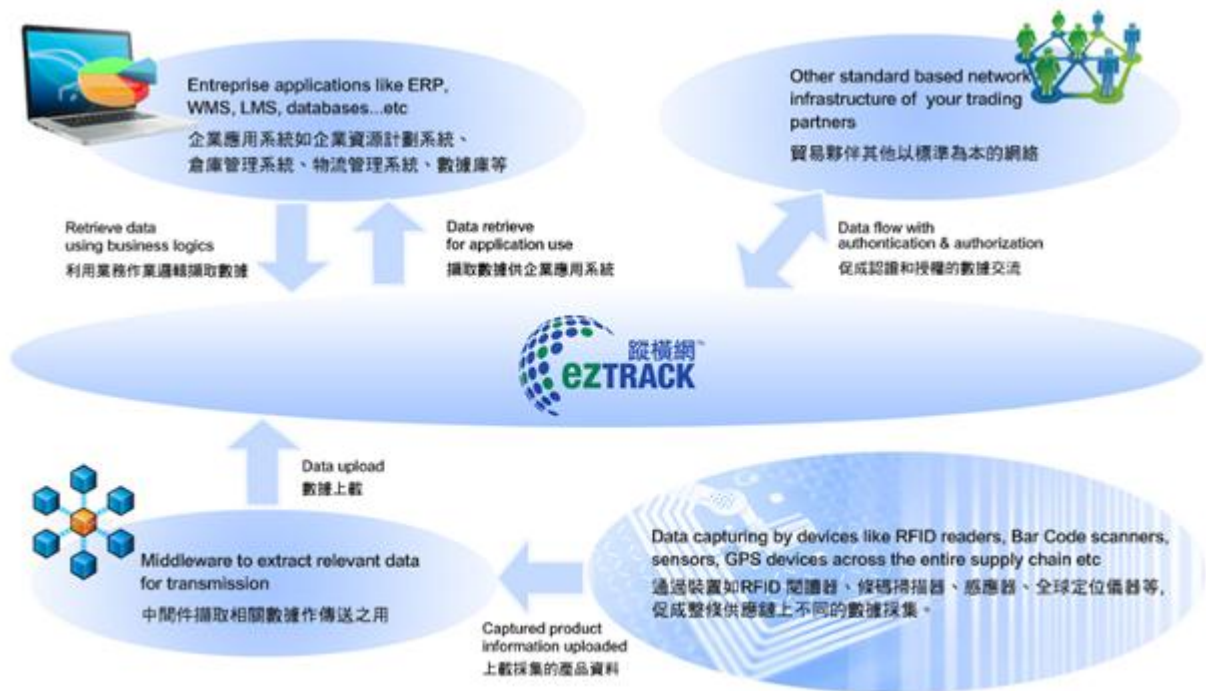 Entreprise applications like ERP,
WMS, LMS, databases...etc
企業應用系統如企業資源計劃系統、
倉庫管理系統、物流管理系統、數據庫等
Other standard based network
infrastructure of your trading
partners
貿易夥伴其他以標準為本的網絡
Retrieve data
using business logics
利用業務作業邏輯擷取數據
Data retrieve
for application use
擷取數據供企業應用系統
Data flow with
authontication & authorization
促成認證和授權的數據交流
蹤橫網™
ezTRACK
Data upload
數據上載
Middleware to extract relevant data
for transmission
中間件擷取相關數據作傳送之用
Captured product
information uploaded
上載採集的產品資料
Data capturing by devices like RFID readers, Bar Code scanners,
sensors, GPS devices across the entire supply chain etc
通過裝置如RFID 閱讀器、條碼掃描器、感應器、全球定位儀器等,
促成整條供應鏈上不同的數據採集。